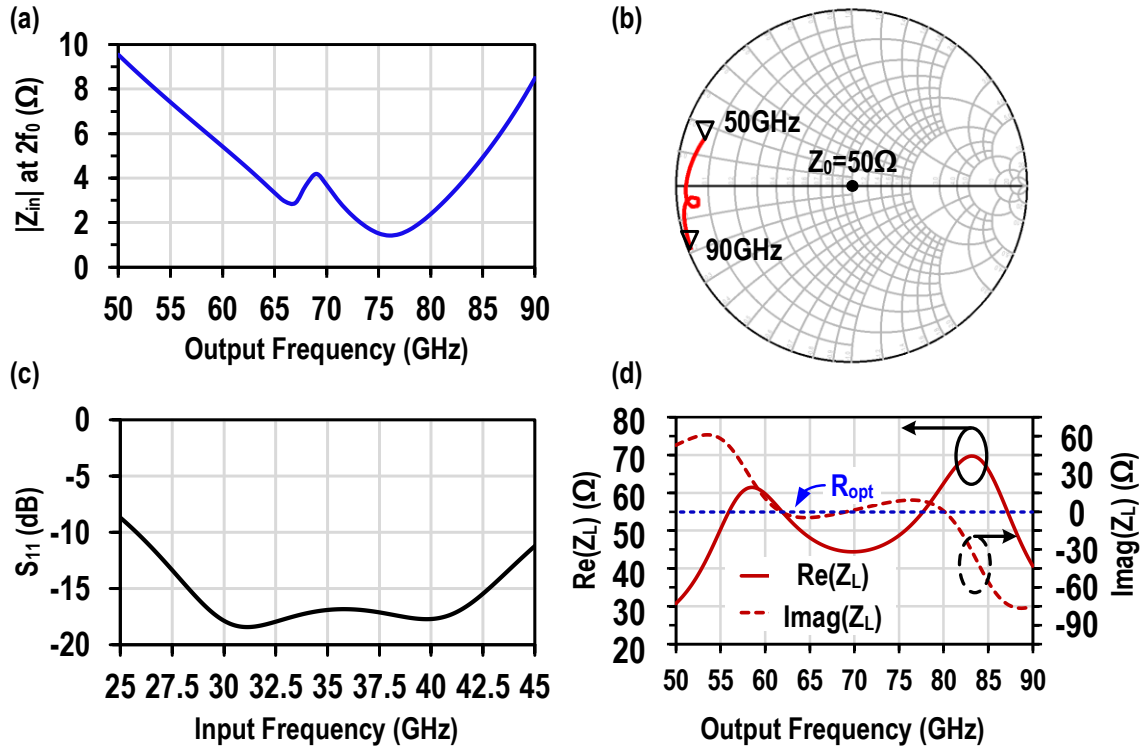 (a)
10
8
6
4
2
0
|Zin| at 2f0 (Ω)
50 55 60 65 70 75 80 85 90
Output Frequency (GHz)
(b)
50GHz
Z0=50Ω
90GHz
(c)
0
-5
-10
-15
-20
S11 (dB)
25 27.5 30 32.5 35 37.5 40 42.5 45
Input Frequency (GHz)
(d)
80
70
60
50
40
30
20
Re(ZL) (Ω)
Ropt
Re(ZL)
Imag(ZL)
60
30
0
-30
-60
-90
Imag(ZL) (Ω)
50 55 60 65 70 75 80 85 90
Output Frequency (GHz)